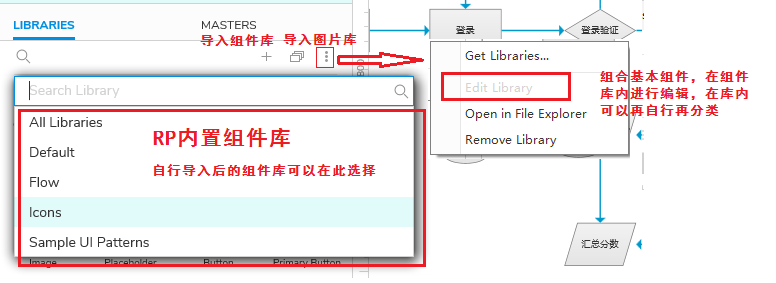 LIBRARIES
MASTERS
导入组件库 导入图片库
Search Library
All Libraries
Default
Flow
Icons
Sample UI Patterns
RP内置组件库
自行导入后的组件库可以在此选择
Image
Placeholder
Button
Primary Button
800
登录
登录验证
Get Libraries...
Edit Library
Open in File Explorer
Remove Library
组合基本组件，在组件
库内进行编辑，在库内
可以再自行再分类
汇总分数